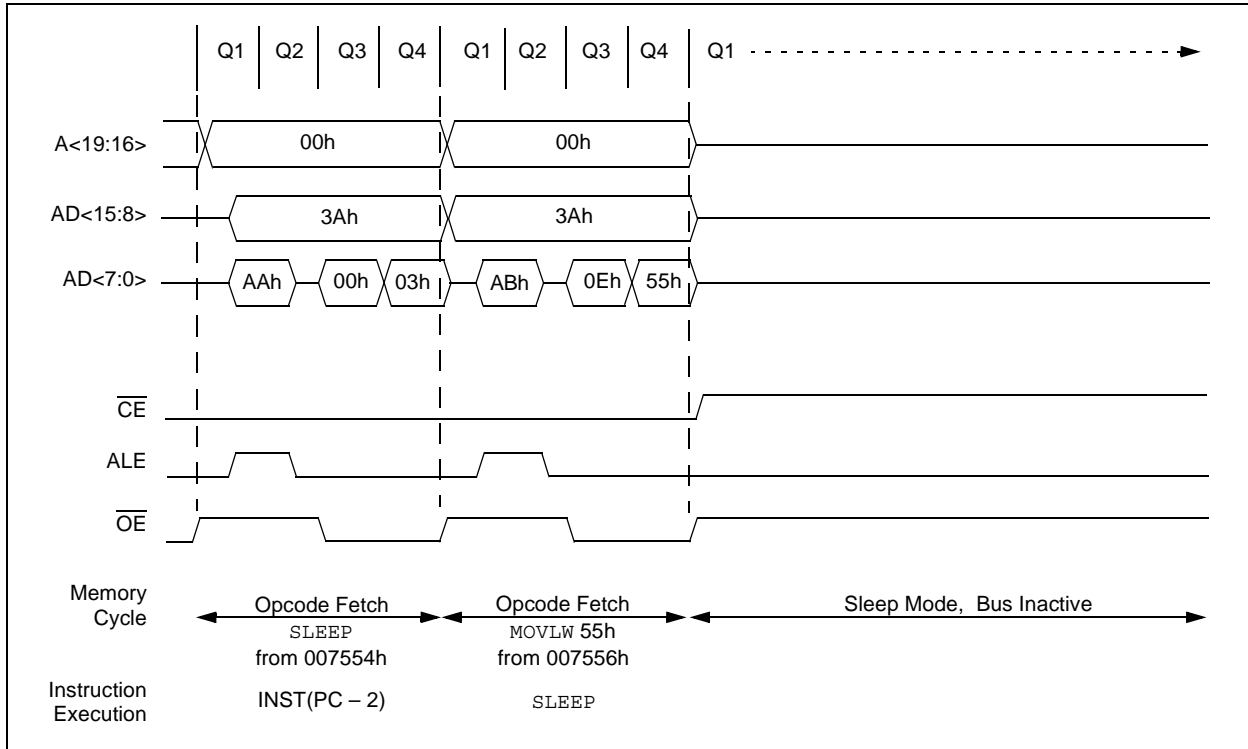 Q1 Q2 Q3 Q4 Q1 Q2 Q3 Q4 Q1
A<19:16> 00h 00h
AD<15:8> 3Ah 3Ah
AD<7:0> AAh 00h 03h ABh 0Eh 55h
CE
ALE
OE
Memory Cycle
Opcode Fetch
SLEEP
from 007554h
Opcode Fetch
MOVLW 55h
from 007556h
Sleep Mode, Bus Inactive
Instruction Execution
INST(PC – 2)
SLEEP